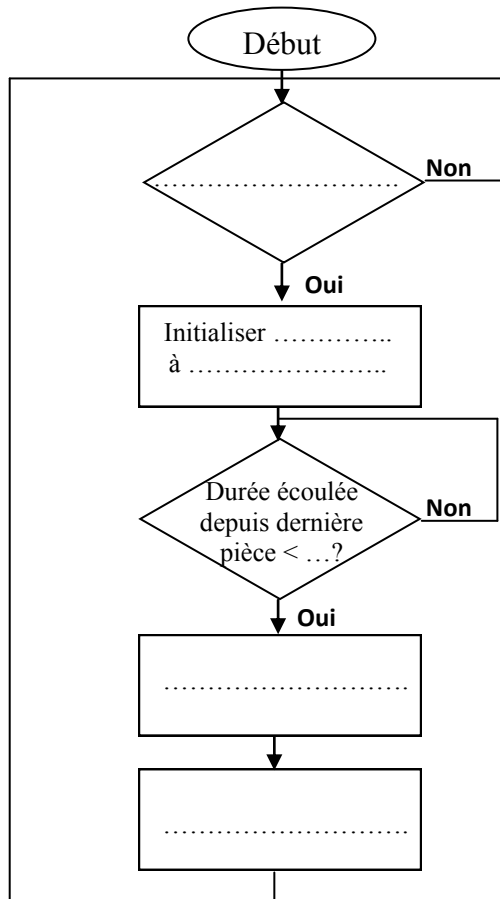 Début
……………………………. Non
Oui
Initialiser …………..
à …………………..
Durée écoulée
depuis dernière
pièce < …?
Non
Oui
……………………………….
……………………………….